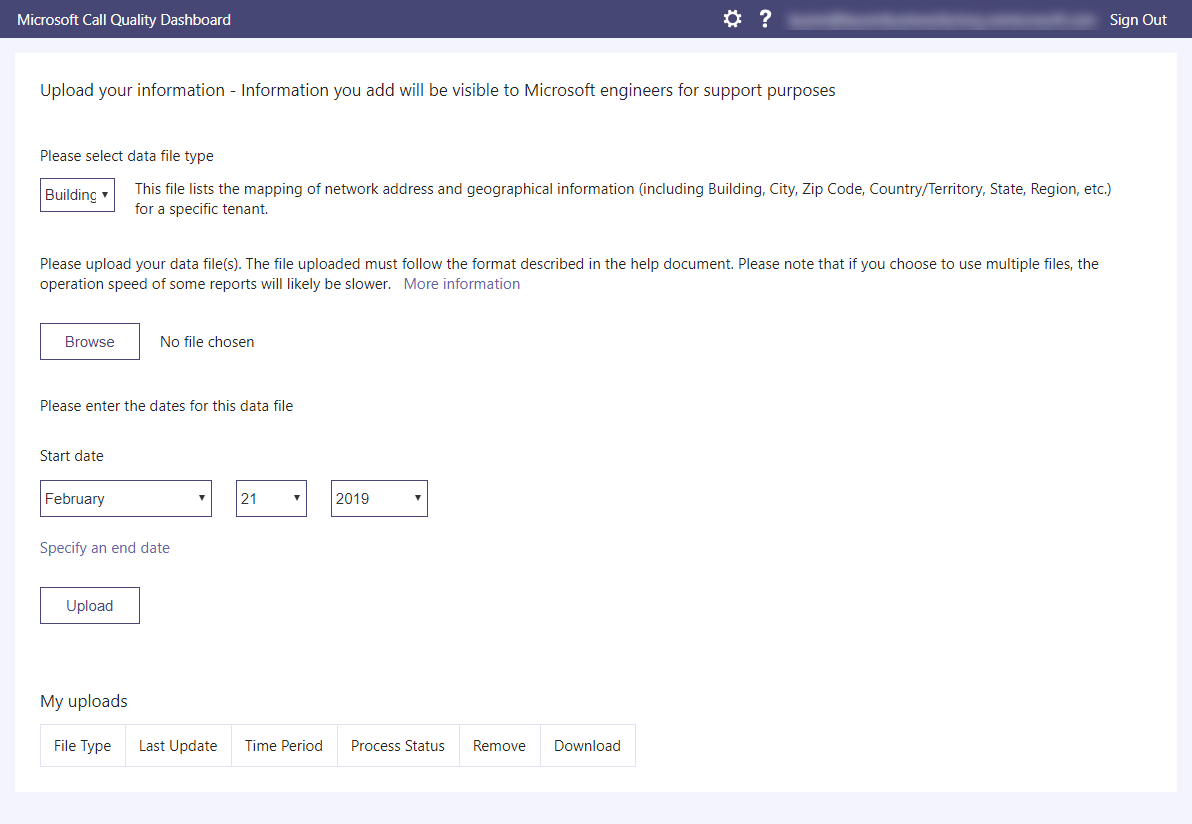 Microsoft Call Quality Dashboard ? Sign Out
Upload your information - Information you add will be visible to Microsoft engineers for support purposes
Please select data file type
Building
This file lists the mapping of network address and geographical information (including Building, City, Zip Code, Country/Territory, State, Region, etc.)
for a specific tenant.
Please upload your data file(s). The file uploaded must follow the format described in the help document. Please note that if you choose to use multiple files, the
operation speed of some reports will likely be slower. More information
Browse No file chosen
Please enter the dates for this data file
Start date
February 21 2019
Specify an end date
Upload
My uploads
File Type Last Update Time Period Process Status Remove Download